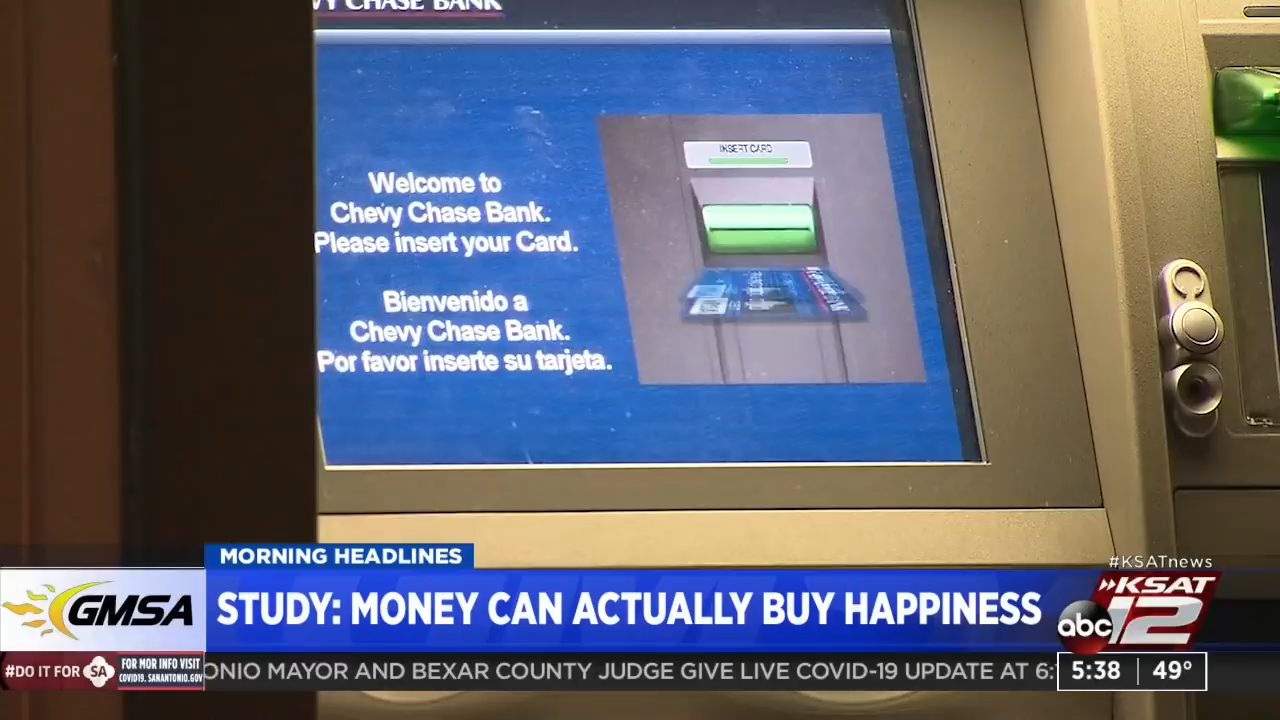 VY CHASE BANK
INSERT CARD
Welcome to
Chevy Chase Bank.
Please insert your Card.
Bienvenido a
Chevy Chase Bank.
Por favor inserte su tarjeta.
MORNING HEADLINES
#KSATnews
GMSA
STUDY: MONEY CAN ACTUALLY BUY HAPPINESS
KSAT
abc 12
#DO IT FOR SA
FOR MOR INFO VISIT
COVID19.SANANTONIO.GOV
ONIO MAYOR AND BEXAR COUNTY JUDGE GIVE LIVE COVID-19 UPDATE AT 6:
5:38 49°